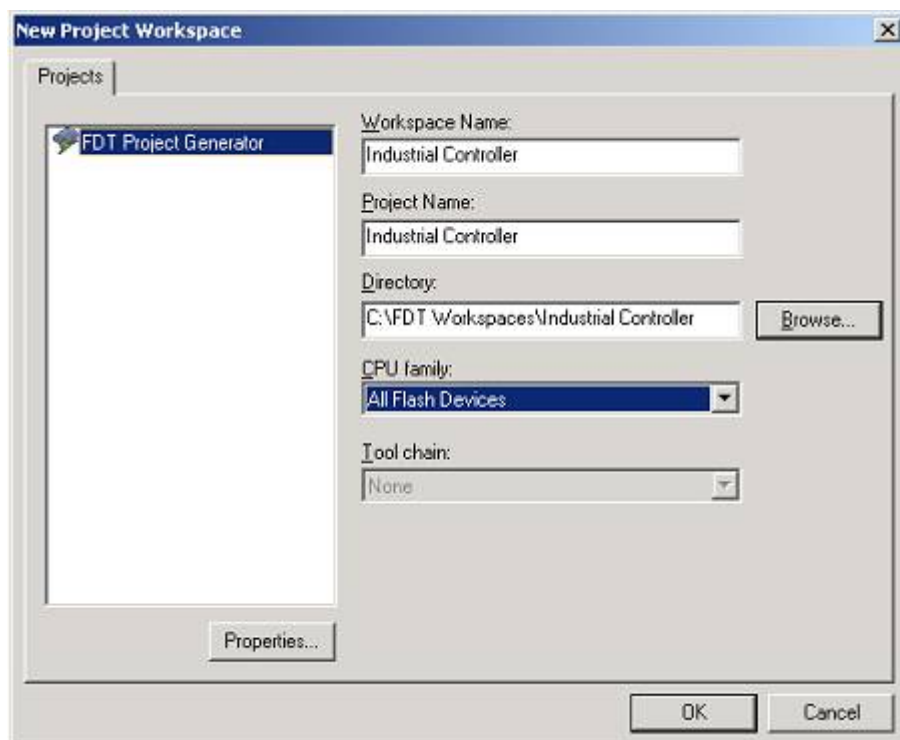 New Project Workspace
Projects
FDT Project Generator
Workspace Name:
Industrial Controller
Project Name:
Industrial Controller
Directory:
C:\FDT Workspaces\Industrial Controller
Browse...
CPU family:
All Flash Devices
Tool chain:
None
Properties...
OK
Cancel